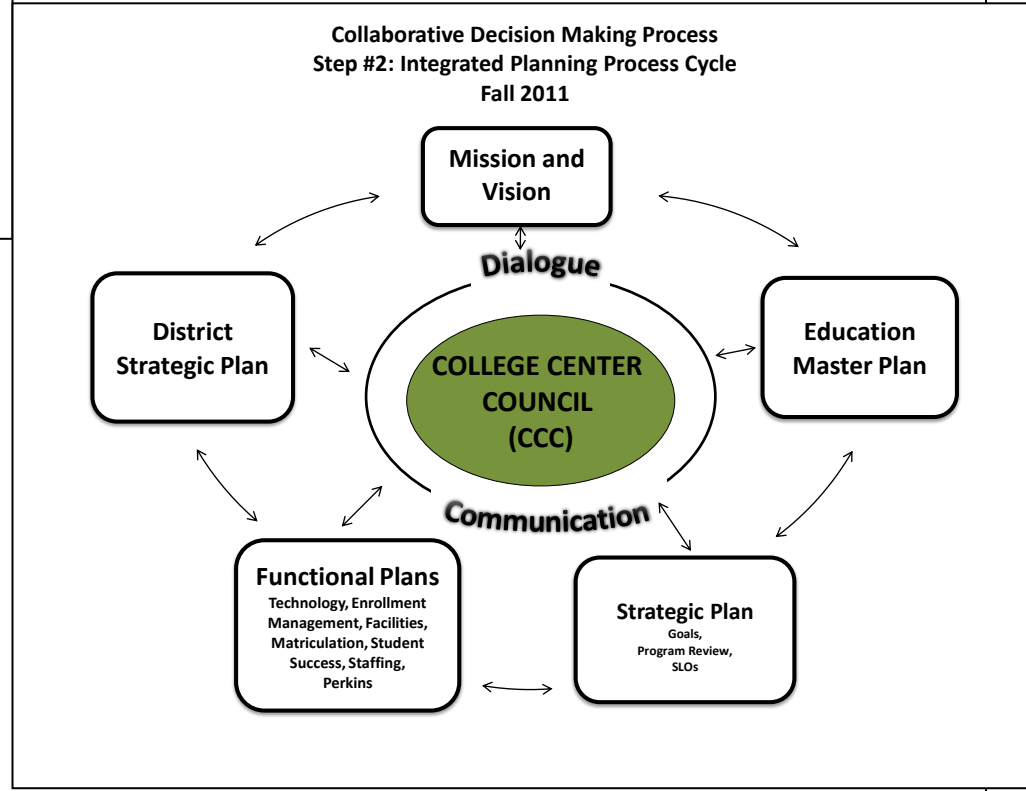 Collaborative Decision Making Process
Step #2: Integrated Planning Process Cycle
Fall 2011
Mission and
Vision
Dialogue
District
Strategic Plan
Education
Master Plan
COLLEGE CENTER
COUNCIL
(CCC)
Communication
Functional Plans
Technology, Enrollment
Management, Facilities,
Matriculation, Student
Success, Staffing,
Perkins
Strategic Plan
Goals,
Program Review,
SLOs